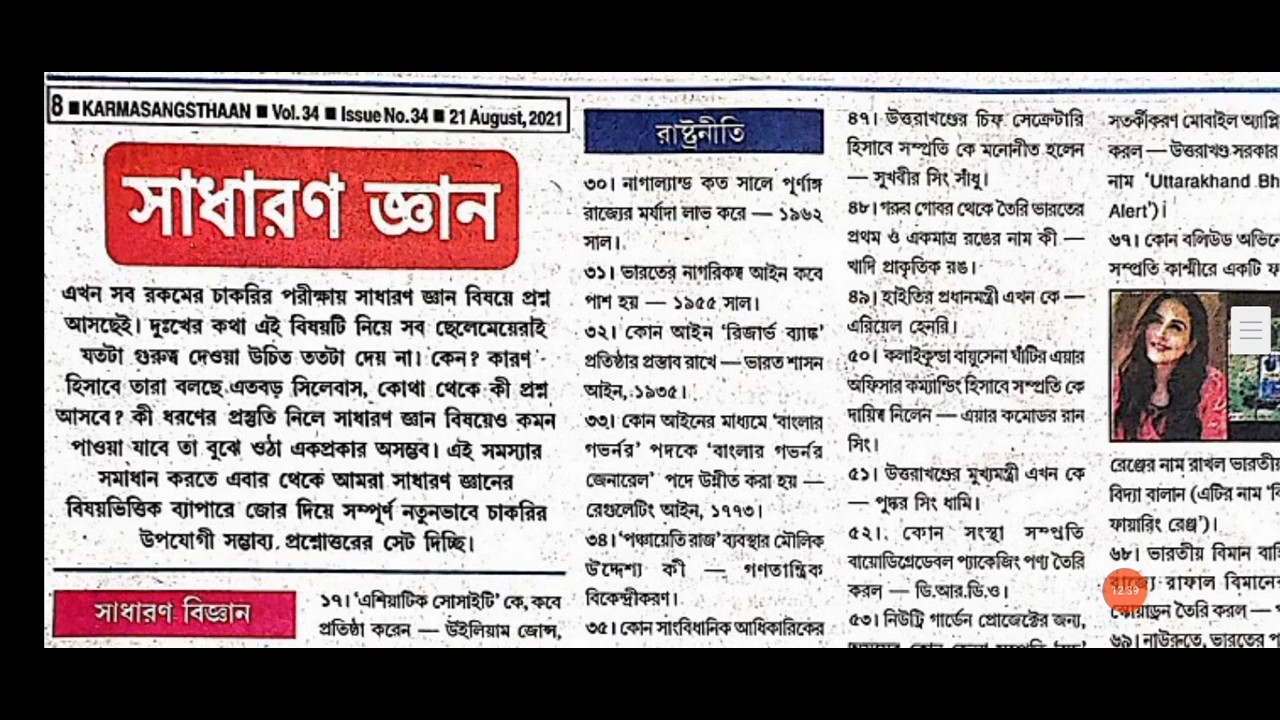 8 ■ KARMASANGSTHAAN ■ Vol. 34 ■ Issue No. 34 ■ 21 August, 2021
সাধারণ জ্ঞান
এখন সব রকমের চাকরির পরীক্ষায় সাধারণ জ্ঞান বিষয়ে প্রশ্ন
আসছেই। দুঃখের কথা এই বিষয়টি নিয়ে সব ছেলেমেয়েরাই
যতটা গুরুত্ব দেওয়া উচিত ততটা দেয় না। কেন? কারণ
হিসাবে তারা বলছে এতবড় সিলেবাস, কোথা থেকে কী প্রশ্ন
আসবে? কী ধরণের প্রস্তুতি নিলে সাধারণ জ্ঞান বিষয়েও কমন
পাওয়া যাবে তা বুঝে ওঠা একপ্রকার অসম্ভব। এই সমস্যার
সমাধান করতে এবার থেকে আমরা সাধারণ জ্ঞানের
বিষয়ভিত্তিক ব্যাপারে জোর দিয়ে সম্পূর্ণ নতুনভাবে চাকরির
উপযোগী সম্ভাব্য প্রশ্নোত্তরের সেট দিচ্ছি।
সাধারণ বিজ্ঞান
১৭। 'এশিয়াটিক সোসাইটি' কে, কবে
প্রতিষ্ঠা করেন — উইলিয়াম জোন্স,
রাষ্ট্রনীতি
৩০। নাগাল্যান্ড কত সালে পূর্ণাঙ্গ
রাজ্যের মর্যাদা লাভ করে — ১৯৬২
সাল।
৩১। ভারতের নাগরিকত্ব আইন কবে
পাশ হয় — ১৯৫৫ সাল।
৩২। কোন আইন 'রিজার্ভ ব্যাঙ্ক'
প্রতিষ্ঠার প্রস্তাব রাখে — ভারত শাসন
আইন, ১৯৩৫।
৩৩। কোন আইনের মাধ্যমে 'বাংলার
গভর্নর' পদকে 'বাংলার গভর্নর
জেনারেল' পদে উন্নীত করা হয় —
রেগুলেটিং আইন, ১৭৭৩।
৩৪। 'পঞ্চায়েতি রাজ' ব্যবস্থার মৌলিক
উদ্দেশ্য কী — গণতান্ত্রিক
বিকেন্দ্রীকরণ।
৩৫। কোন সাংবিধানিক আধিকারিকের
৪৭। উত্তরাখণ্ডের চিফ সেক্রেটারি
হিসাবে সম্প্রতি কে মনোনীত হলেন
— সুখবীর সিং সাঁধু।
৪৮। গরুর গোবর থেকে তৈরি ভারতের
প্রথম ও একমাত্র রঙের নাম কী —
খাদি প্রাকৃতিক রঙ।
৪৯। হাইতির প্রধানমন্ত্রী এখন কে —
এরিয়েল হেনরি।
৫০। কলাইকুন্ডা বায়ুসেনা ঘাঁটির এয়ার
অফিসার কম্যান্ডিং হিসাবে সম্প্রতি কে
দায়িত্ব নিলেন — এয়ার কমোডর রান
সিং।
৫১। উত্তরাখণ্ডের মুখ্যমন্ত্রী এখন কে
— পুষ্কর সিং ধামি।
৫২। কোন সংস্থা সম্প্রতি
বায়োডিগ্রেডেবল প্যাকেজিং পণ্য তৈরি
করল — ডি.আর.ডি.ও।
৫৩। নিউট্রি গার্ডেন প্রোজেক্টের জন্য,
সতর্কীকরণ মোবাইল অ্যাপ্লি
করল — উত্তরাখণ্ড সরকার
নাম 'Uttarakhand Bh
Alert')।
৬৭। কোন বলিউড অভিনে
সম্প্রতি কাশ্মীরে একটি ফ
রেঞ্জের নাম রাখল ভারতীয়
বিদ্যা বালান (এটির নাম 'বি
ফায়ারিং রেঞ্জ')।
৬৮। ভারতীয় বিমান বাহি
রাজ্যে রাফাল বিমানের
স্কোয়াড্রন তৈরি করল —
৬৯। নাউরুতে, ভারতের
12:39